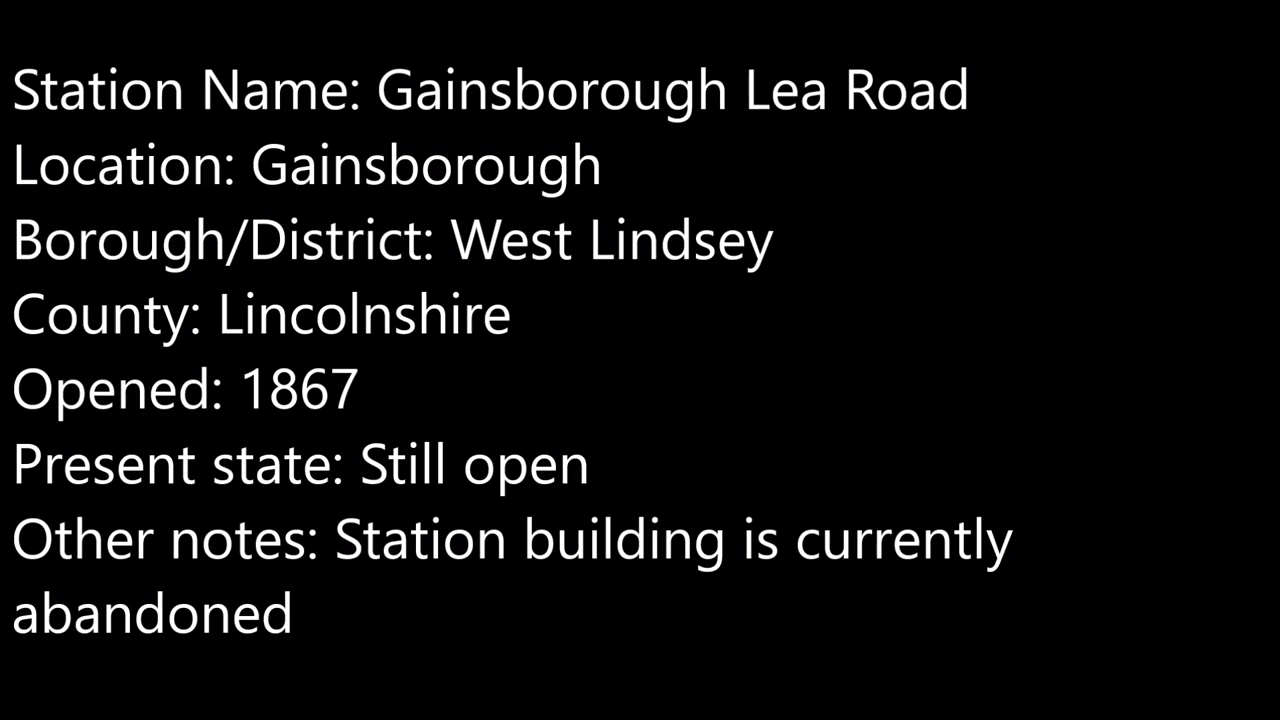 Station Name: Gainsborough Lea Road
Location: Gainsborough
Borough/District: West Lindsey
County: Lincolnshire
Opened: 1867
Present state: Still open
Other notes: Station building is currently
abandoned